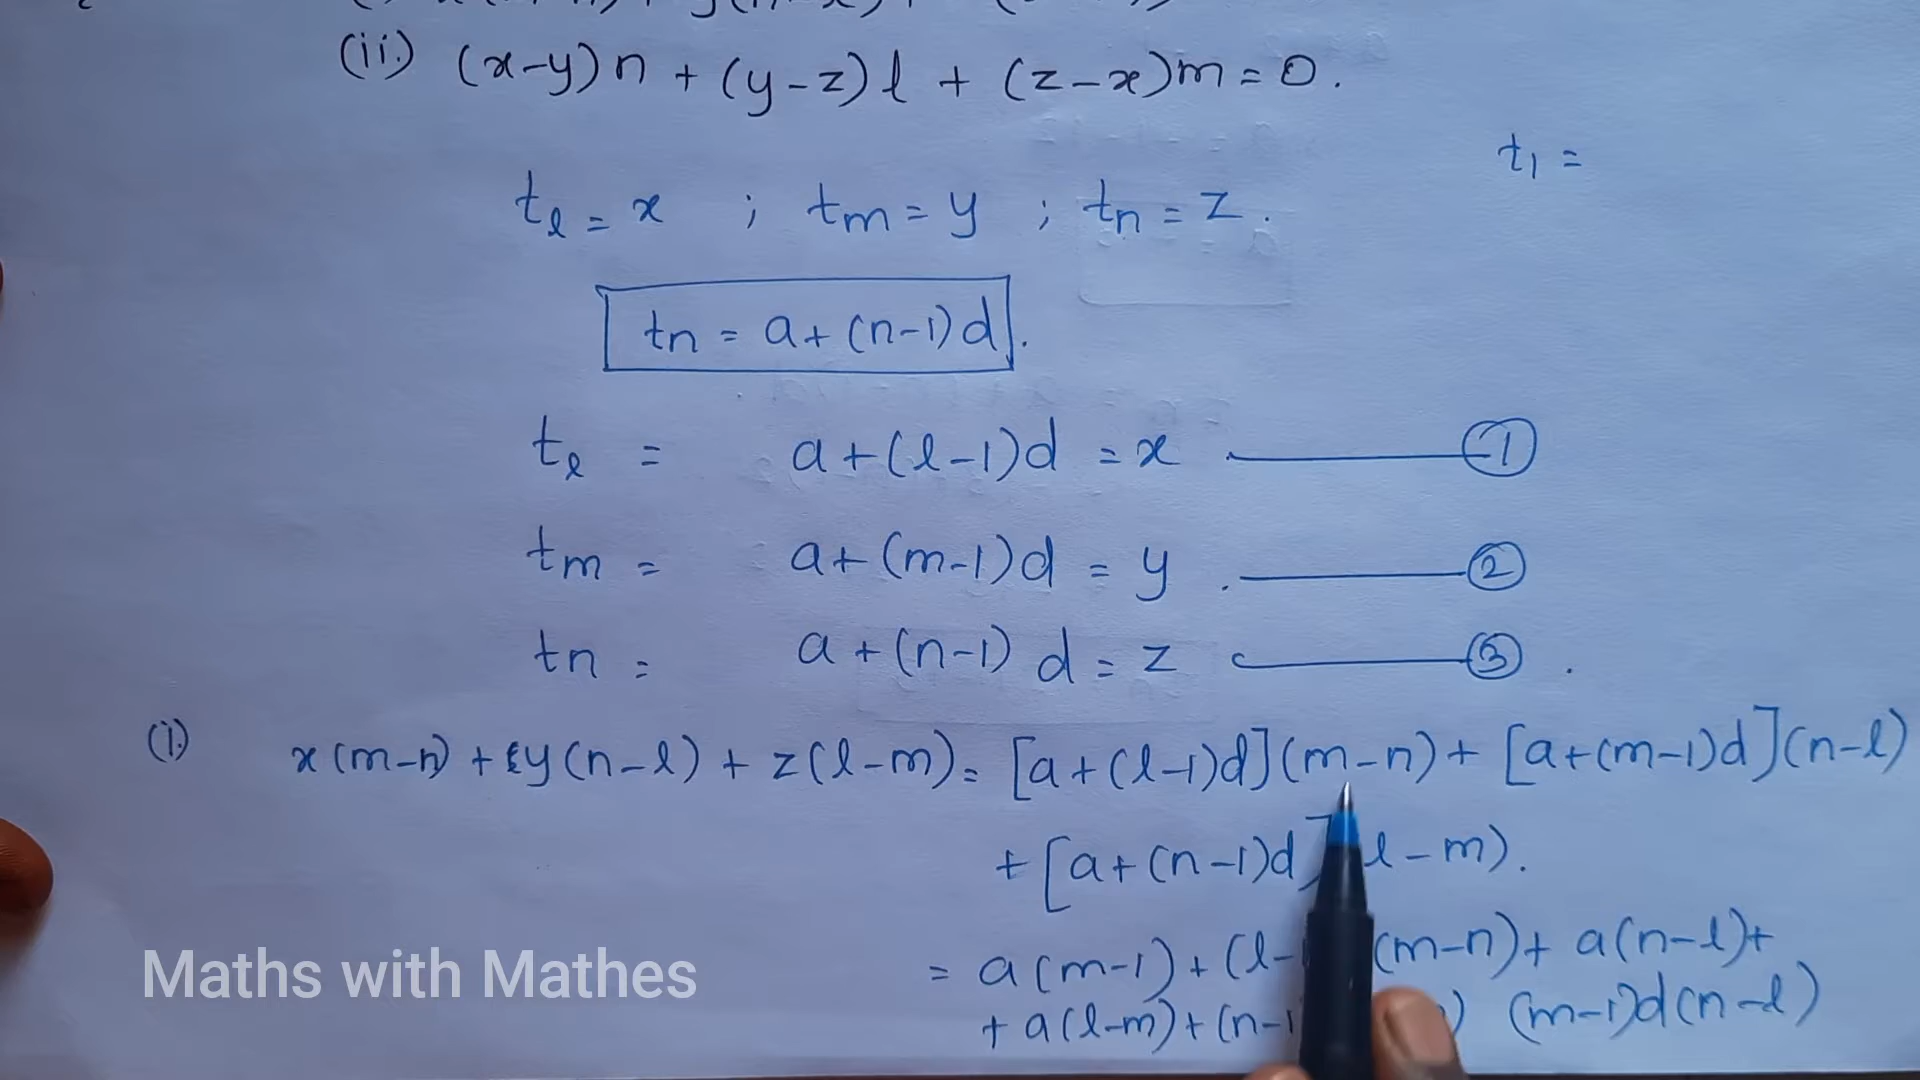 (ii) (x-y)n + (y-z)l + (z-x)m = 0.
t₁ =
tₗ = x ; tm = y ; tn = z.
tn = a+(n-1)d.
tₗ = a+(l-1)d = x ①
tm = a+(m-1)d = y . ②
tn = a+(n-1)d = z ③ .
(i) x(m-n) + y(n-l) + z(l-m) = [a+(l-1)d](m-n) + [a+(m-1)d](n-l)
+ [a+(n-1)d] l-m).
= a(m-1) + (l- (m-n) + a(n-l)+
+ a(l-m) + (n-1 ) (m-1)d(n-l)
Maths with Mathes